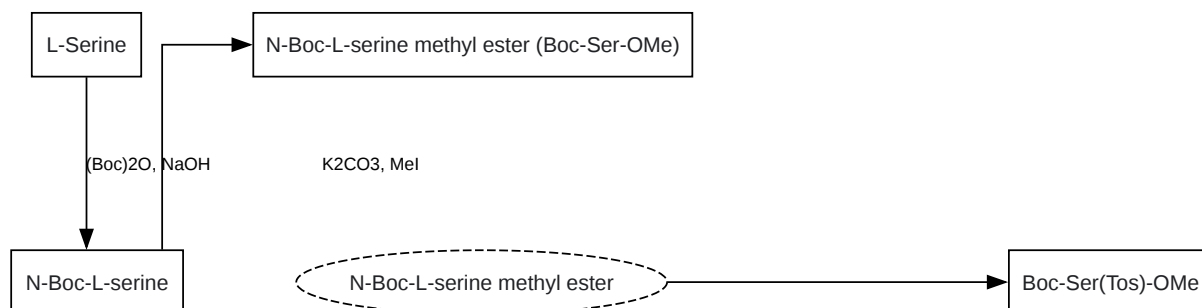 L-Serine
N-Boc-L-serine methyl ester (Boc-Ser-OMe)
(Boc)2O, NaOH
K2CO3, MeI
N-Boc-L-serine
N-Boc-L-serine methyl ester
Boc-Ser(Tos)-OMe